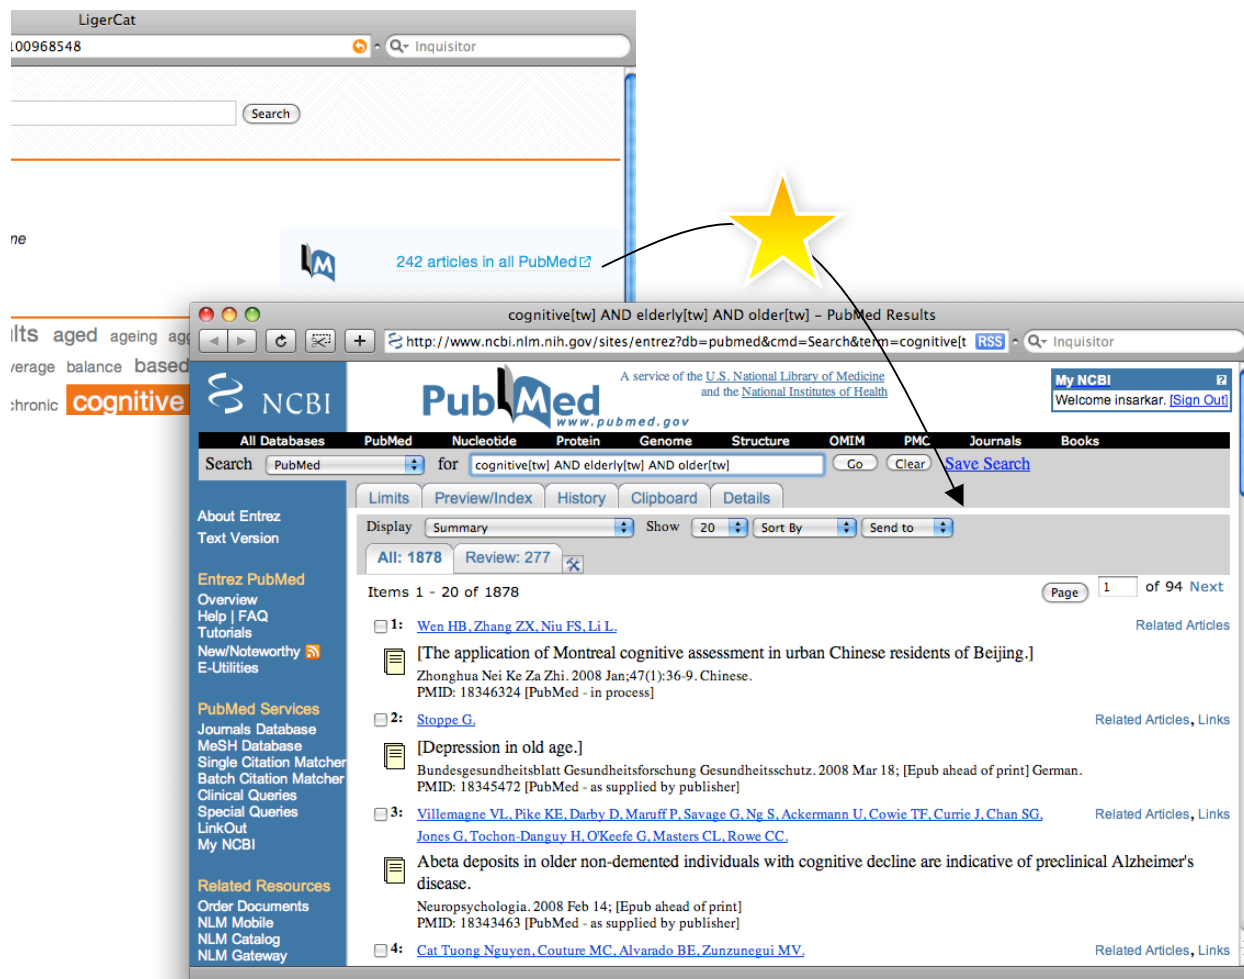 LigerCat
100968548
Inquisitor
Search
ne
242 articles in all PubMed
lts aged ageing agg
verage balance based
chronic cognitive
cognitive[tw] AND elderly[tw] AND older[tw] – PubMed Results
http://www.ncbi.nlm.nih.gov/sites/entrez?db=pubmed&cmd=Search&term=cognitive[t RSS Inquisitor
NCBI
PubMed
www.pubmed.gov
A service of the U.S. National Library of Medicine
and the National Institutes of Health
My NCBI ?
Welcome insarkar. [Sign Out]
All Databases PubMed Nucleotide Protein Genome Structure OMIM PMC Journals Books
Search PubMed for cognitive[tw] AND elderly[tw] AND older[tw] Go Clear Save Search
Limits Preview/Index History Clipboard Details
Display Summary Show 20 Sort By Send to
All: 1878 Review: 277
Items 1 - 20 of 1878
Page 1 of 94 Next
About Entrez
Text Version
Entrez PubMed
Overview
Help | FAQ
Tutorials
New/Noteworthy
E-Utilities
PubMed Services
Journals Database
MeSH Database
Single Citation Matcher
Batch Citation Matcher
Clinical Queries
Special Queries
LinkOut
My NCBI
Related Resources
Order Documents
NLM Mobile
NLM Catalog
NLM Gateway
1: Wen HB, Zhang ZX, Niu FS, Li L. Related Articles
[The application of Montreal cognitive assessment in urban Chinese residents of Beijing.]
Zhonghua Nei Ke Za Zhi. 2008 Jan;47(1):36-9. Chinese.
PMID: 18346324 [PubMed - in process]
2: Stoppe G. Related Articles, Links
[Depression in old age.]
Bundesgesundheitsblatt Gesundheitsforschung Gesundheitsschutz. 2008 Mar 18; [Epub ahead of print] German.
PMID: 18345472 [PubMed - as supplied by publisher]
3: Villemagne VL, Pike KE, Darby D, Maruff P, Savage G, Ng S, Ackermann U, Cowie TF, Currie J, Chan SG, Related Articles, Links
Jones G, Tochon-Danguy H, O'Keefe G, Masters CL, Rowe CC.
Abeta deposits in older non-demented individuals with cognitive decline are indicative of preclinical Alzheimer's
disease.
Neuropsychologia. 2008 Feb 14; [Epub ahead of print]
PMID: 18343463 [PubMed - as supplied by publisher]
4: Cat Tuong Nguyen, Couture MC, Alvarado BE, Zunzunegui MV. Related Articles, Links